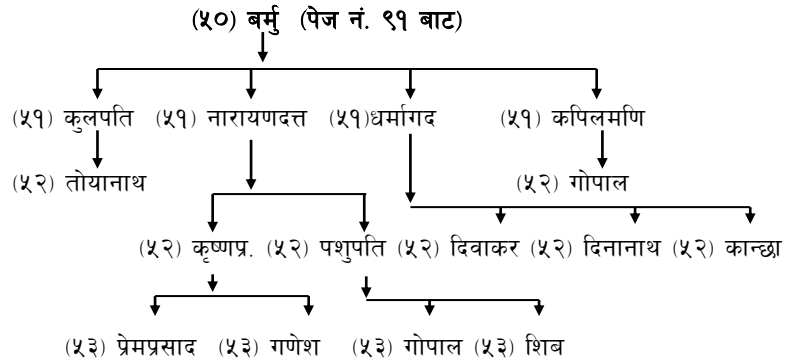 (५०) बर्मु (पेज नं. ९१ बाट)
(५१) कुलपति (५१) नारायणदत्त (५१)धर्मागद (५१) कपिलमणि
(५२) तोयानाथ (५२) गोपाल
(५२) कृष्णप्र. (५२) पशुपति (५२) दिवाकर (५२) दिनानाथ (५२) कान्छा
(५३) प्रेमप्रसाद (५३) गणेश (५३) गोपाल (५३) शिब